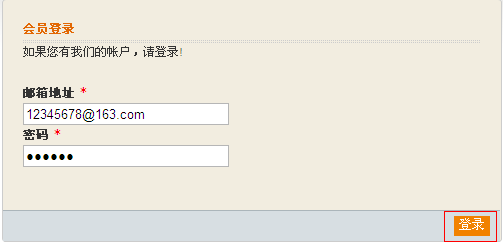 会员登录
如果您有我们的帐户，请登录!
邮箱地址 *
12345678@163.com
密码 *
●●●●●●
登录